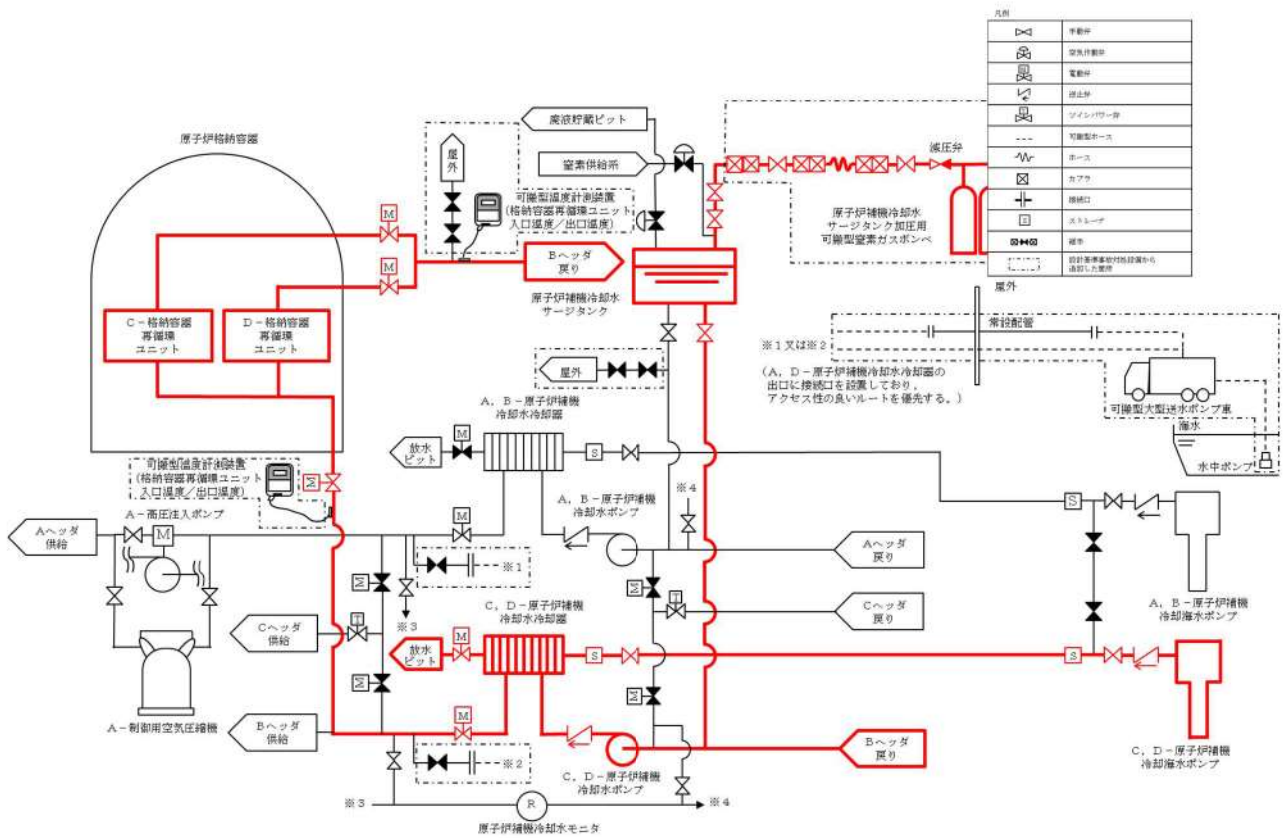 凡例
手動弁
空気作動弁
電動弁
逆止弁
ツインパワー弁
可搬型ホース
ホース
カプラ
接続口
S
ストレーナ
継手
設計基準事故対処設備から
追加した箇所
原子炉格納容器
屋外
廃液貯蔵ピット
窒素供給所
減圧弁
可搬型温度計測装置
(格納容器再循環ユニット
入口温度/出口温度)
原子炉補機冷却水
サージタンク加圧用
可搬型窒素ガスボンベ
M
M
Bヘッダ
戻り
原子炉補機冷却水
サージタンク
C-格納容器
再循環
ユニット
D-格納容器
再循環
ユニット
屋外
常設配管
※1又は※2
(A,D-原子炉補機冷却水冷却器の
出口に接続口を設置しており,
アクセス性の良いルートを優先する。)
可搬型大型送水ポンプ車
海水
水中ポンプ
屋外
A,B-原子炉補機
冷却水冷却器
放水
ピット
M
S
可搬型温度計測装置
(格納容器再循環ユニット
入口温度/出口温度)
M
※4
A,B-原子炉補機
冷却水ポンプ
S
A-高圧注入ポンプ
Aヘッダ
供給
M
M
Aヘッダ
戻り
※1
M
M
A,B-原子炉補機
冷却海水ポンプ
Cヘッダ
戻り
T
C,D-原子炉補機
冷却水冷却器
※3
Cヘッダ
供給
T
放水
ピット
M
S
S
M
M
A-制御用空気圧縮機
Bヘッダ
供給
M
Bヘッダ
戻り
C,D-原子炉補機
冷却海水ポンプ
※2
C,D-原子炉補機
冷却水ポンプ
※3
R
※4
原子炉補機冷却水モニタ